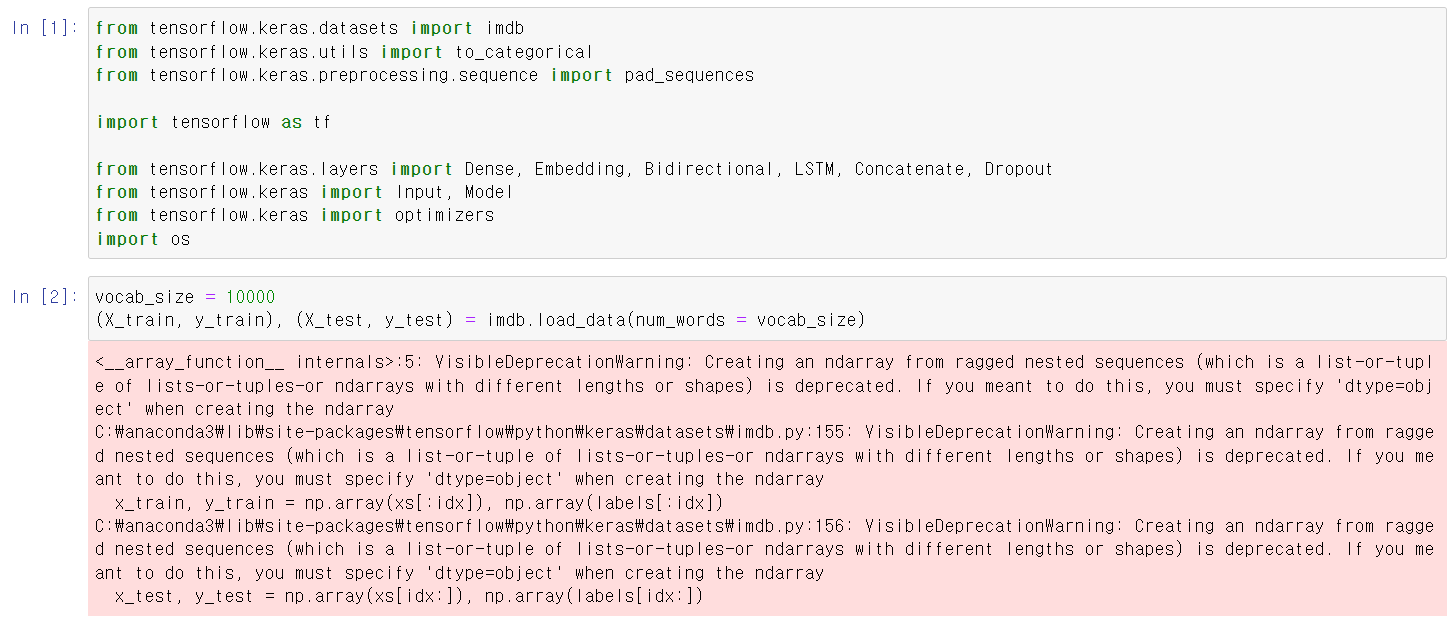 In [1]:
from tensorflow.keras.datasets import imdb
from tensorflow.keras.utils import to_categorical
from tensorflow.keras.preprocessing.sequence import pad_sequences
import tensorflow as tf
from tensorflow.keras.layers import Dense, Embedding, Bidirectional, LSTM, Concatenate, Dropout
from tensorflow.keras import Input, Model
from tensorflow.keras import optimizers
import os
In [2]:
vocab_size = 10000
(X_train, y_train), (X_test, y_test) = imdb.load_data(num_words = vocab_size)
<__array_function__ internals>:5: VisibleDeprecationWarning: Creating an ndarray from ragged nested sequences (which is a list-or-tupl
e of lists-or-tuples-or ndarrays with different lengths or shapes) is deprecated. If you meant to do this, you must specify 'dtype=obj
ect' when creating the ndarray
C:₩anaconda3₩lib₩site-packages₩tensorflow₩python₩keras₩datasets₩imdb.py:155: VisibleDeprecationWarning: Creating an ndarray from ragge
d nested sequences (which is a list-or-tuple of lists-or-tuples-or ndarrays with different lengths or shapes) is deprecated. If you me
ant to do this, you must specify 'dtype=object' when creating the ndarray
  x_train, y_train = np.array(xs[:idx]), np.array(labels[:idx])
C:₩anaconda3₩lib₩site-packages₩tensorflow₩python₩keras₩datasets₩imdb.py:156: VisibleDeprecationWarning: Creating an ndarray from ragge
d nested sequences (which is a list-or-tuple of lists-or-tuples-or ndarrays with different lengths or shapes) is deprecated. If you me
ant to do this, you must specify 'dtype=object' when creating the ndarray
  x_test, y_test = np.array(xs[idx:]), np.array(labels[idx:])